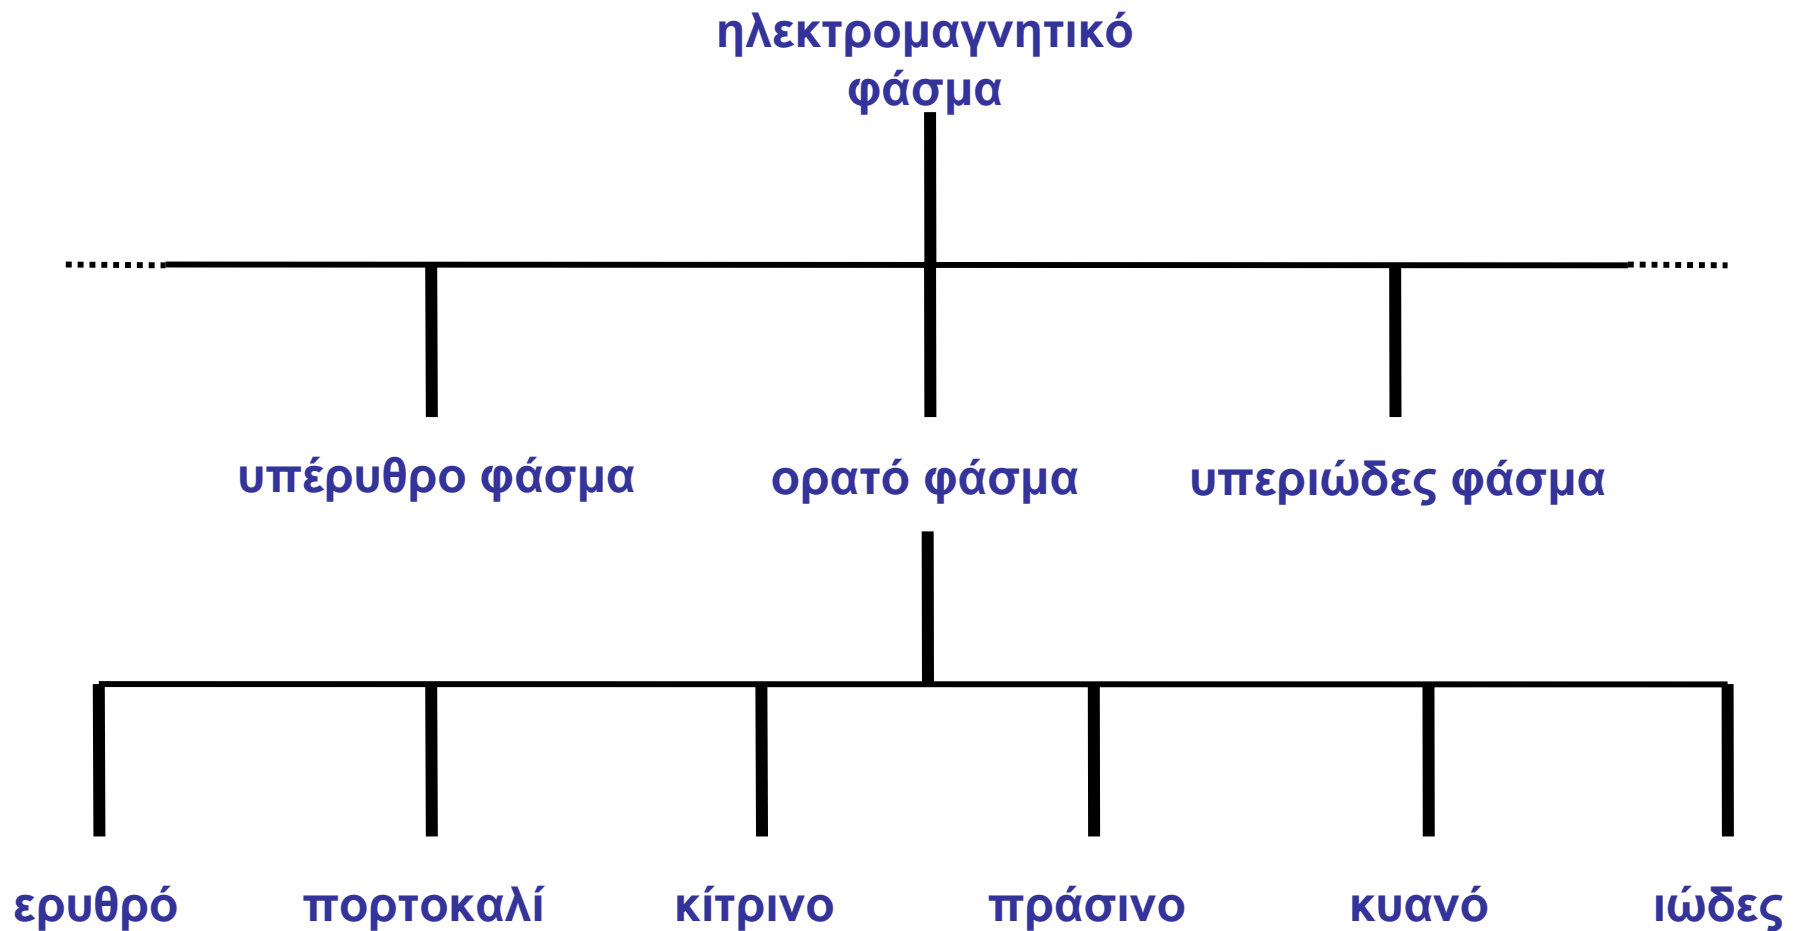 ηλεκτρομαγνητικό
φάσμα
υπέρυθρο φάσμα
ορατό φάσμα
υπεριώδες φάσμα
ερυθρό
πορτοκαλί
κίτρινο
πράσινο
κυανό
ιώδες